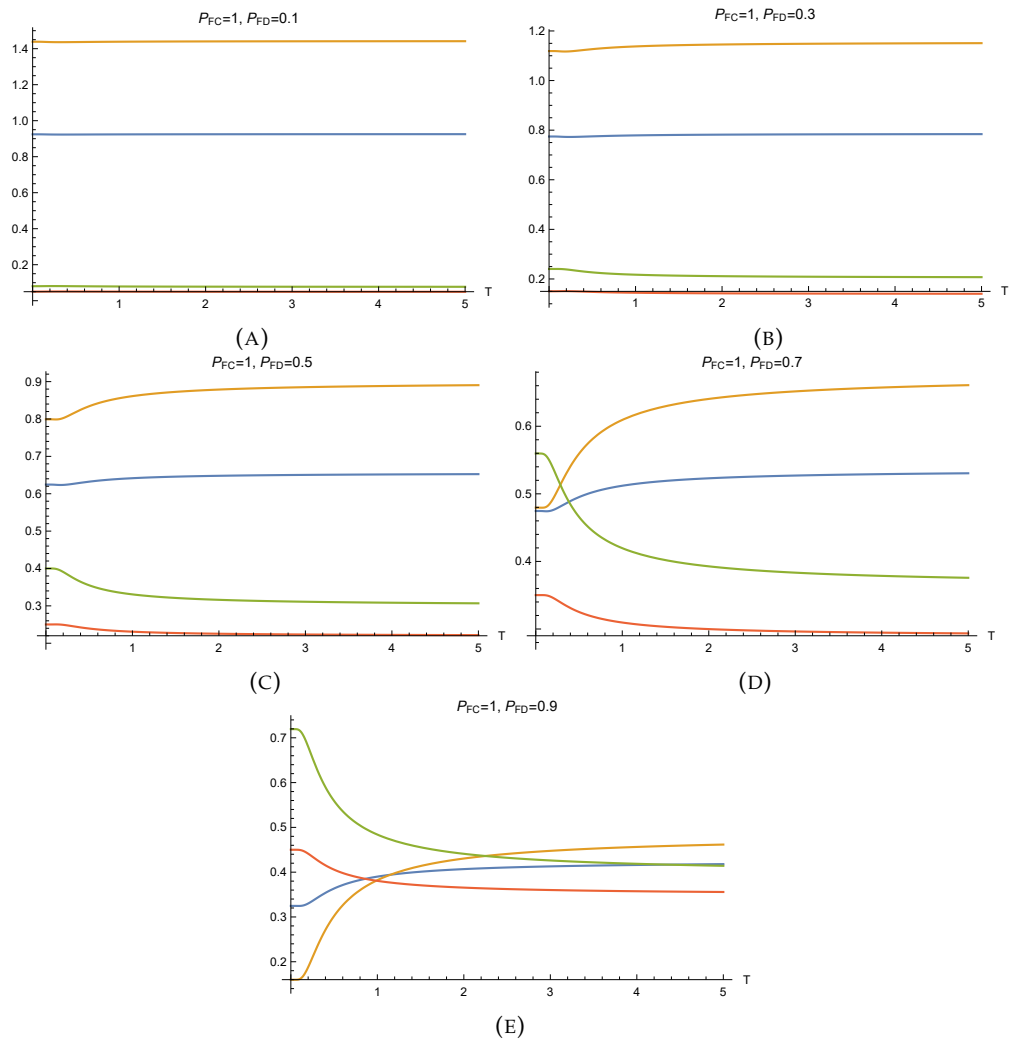 P_FC=1, P_FD=0.1
1.4
1.2
1.0
0.8
0.6
0.4
0.2
1 2 3 4 5 T
(A)
P_FC=1, P_FD=0.3
1.2
1.0
0.8
0.6
0.4
0.2
1 2 3 4 5 T
(B)
P_FC=1, P_FD=0.5
0.9
0.8
0.7
0.6
0.5
0.4
0.3
1 2 3 4 5 T
(C)
P_FC=1, P_FD=0.7
0.6
0.5
0.4
1 2 3 4 5 T
(D)
P_FC=1, P_FD=0.9
0.7
0.6
0.5
0.4
0.3
0.2
1 2 3 4 5 T
(E)